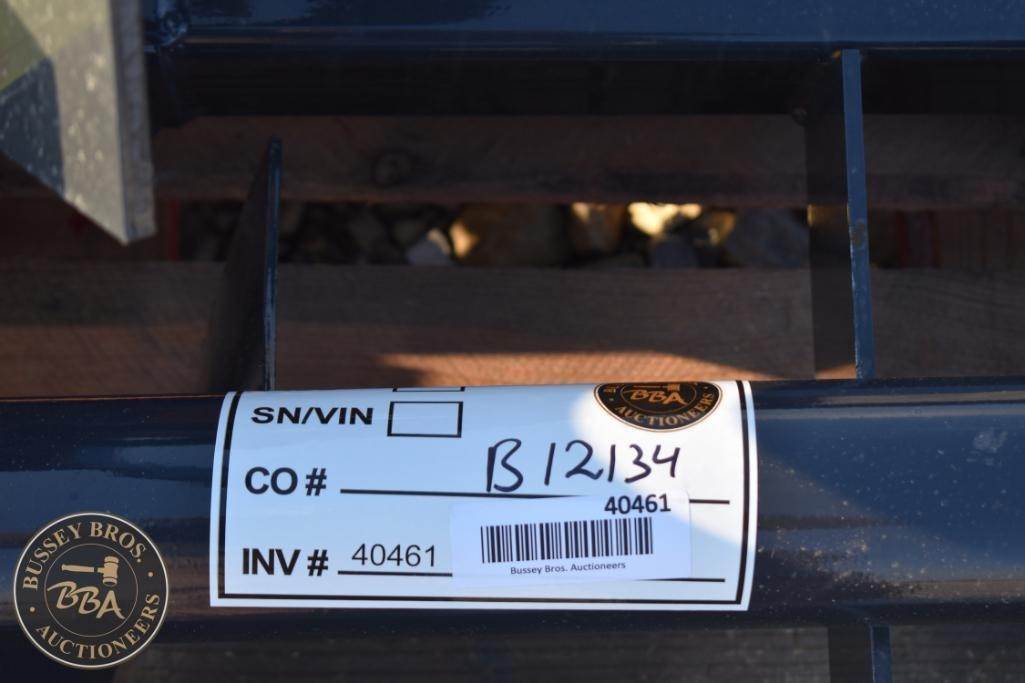 BBA
AUCTIONEERS
SN/VIN
CO # B12134
40461
INV # 40461
Bussey Bros. Auctioneers
BUSSEY BROS.
BBA
AUCTIONEERS